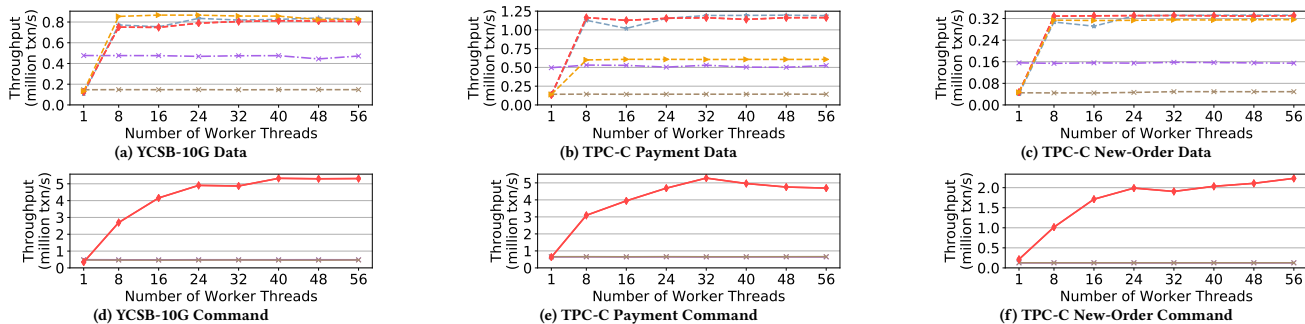 Throughput
(million txn/s)
0.8
0.6
0.4
0.2
0.0
1 8 16 24 32 40 48 56
Number of Worker Threads
(a) YCSB-10G Data
Throughput
(million txn/s)
1.25
1.00
0.75
0.50
0.25
0.00
1 8 16 24 32 40 48 56
Number of Worker Threads
(b) TPC-C Payment Data
Throughput
(million txn/s)
0.32
0.24
0.16
0.08
0.00
1 8 16 24 32 40 48 56
Number of Worker Threads
(c) TPC-C New-Order Data
Throughput
(million txn/s)
5
4
3
2
1
0
1 8 16 24 32 40 48 56
Number of Worker Threads
(d) YCSB-10G Command
Throughput
(million txn/s)
5
4
3
2
1
0
1 8 16 24 32 40 48 56
Number of Worker Threads
(e) TPC-C Payment Command
Throughput
(million txn/s)
2.0
1.5
1.0
0.5
0.0
1 8 16 24 32 40 48 56
Number of Worker Threads
(f) TPC-C New-Order Command